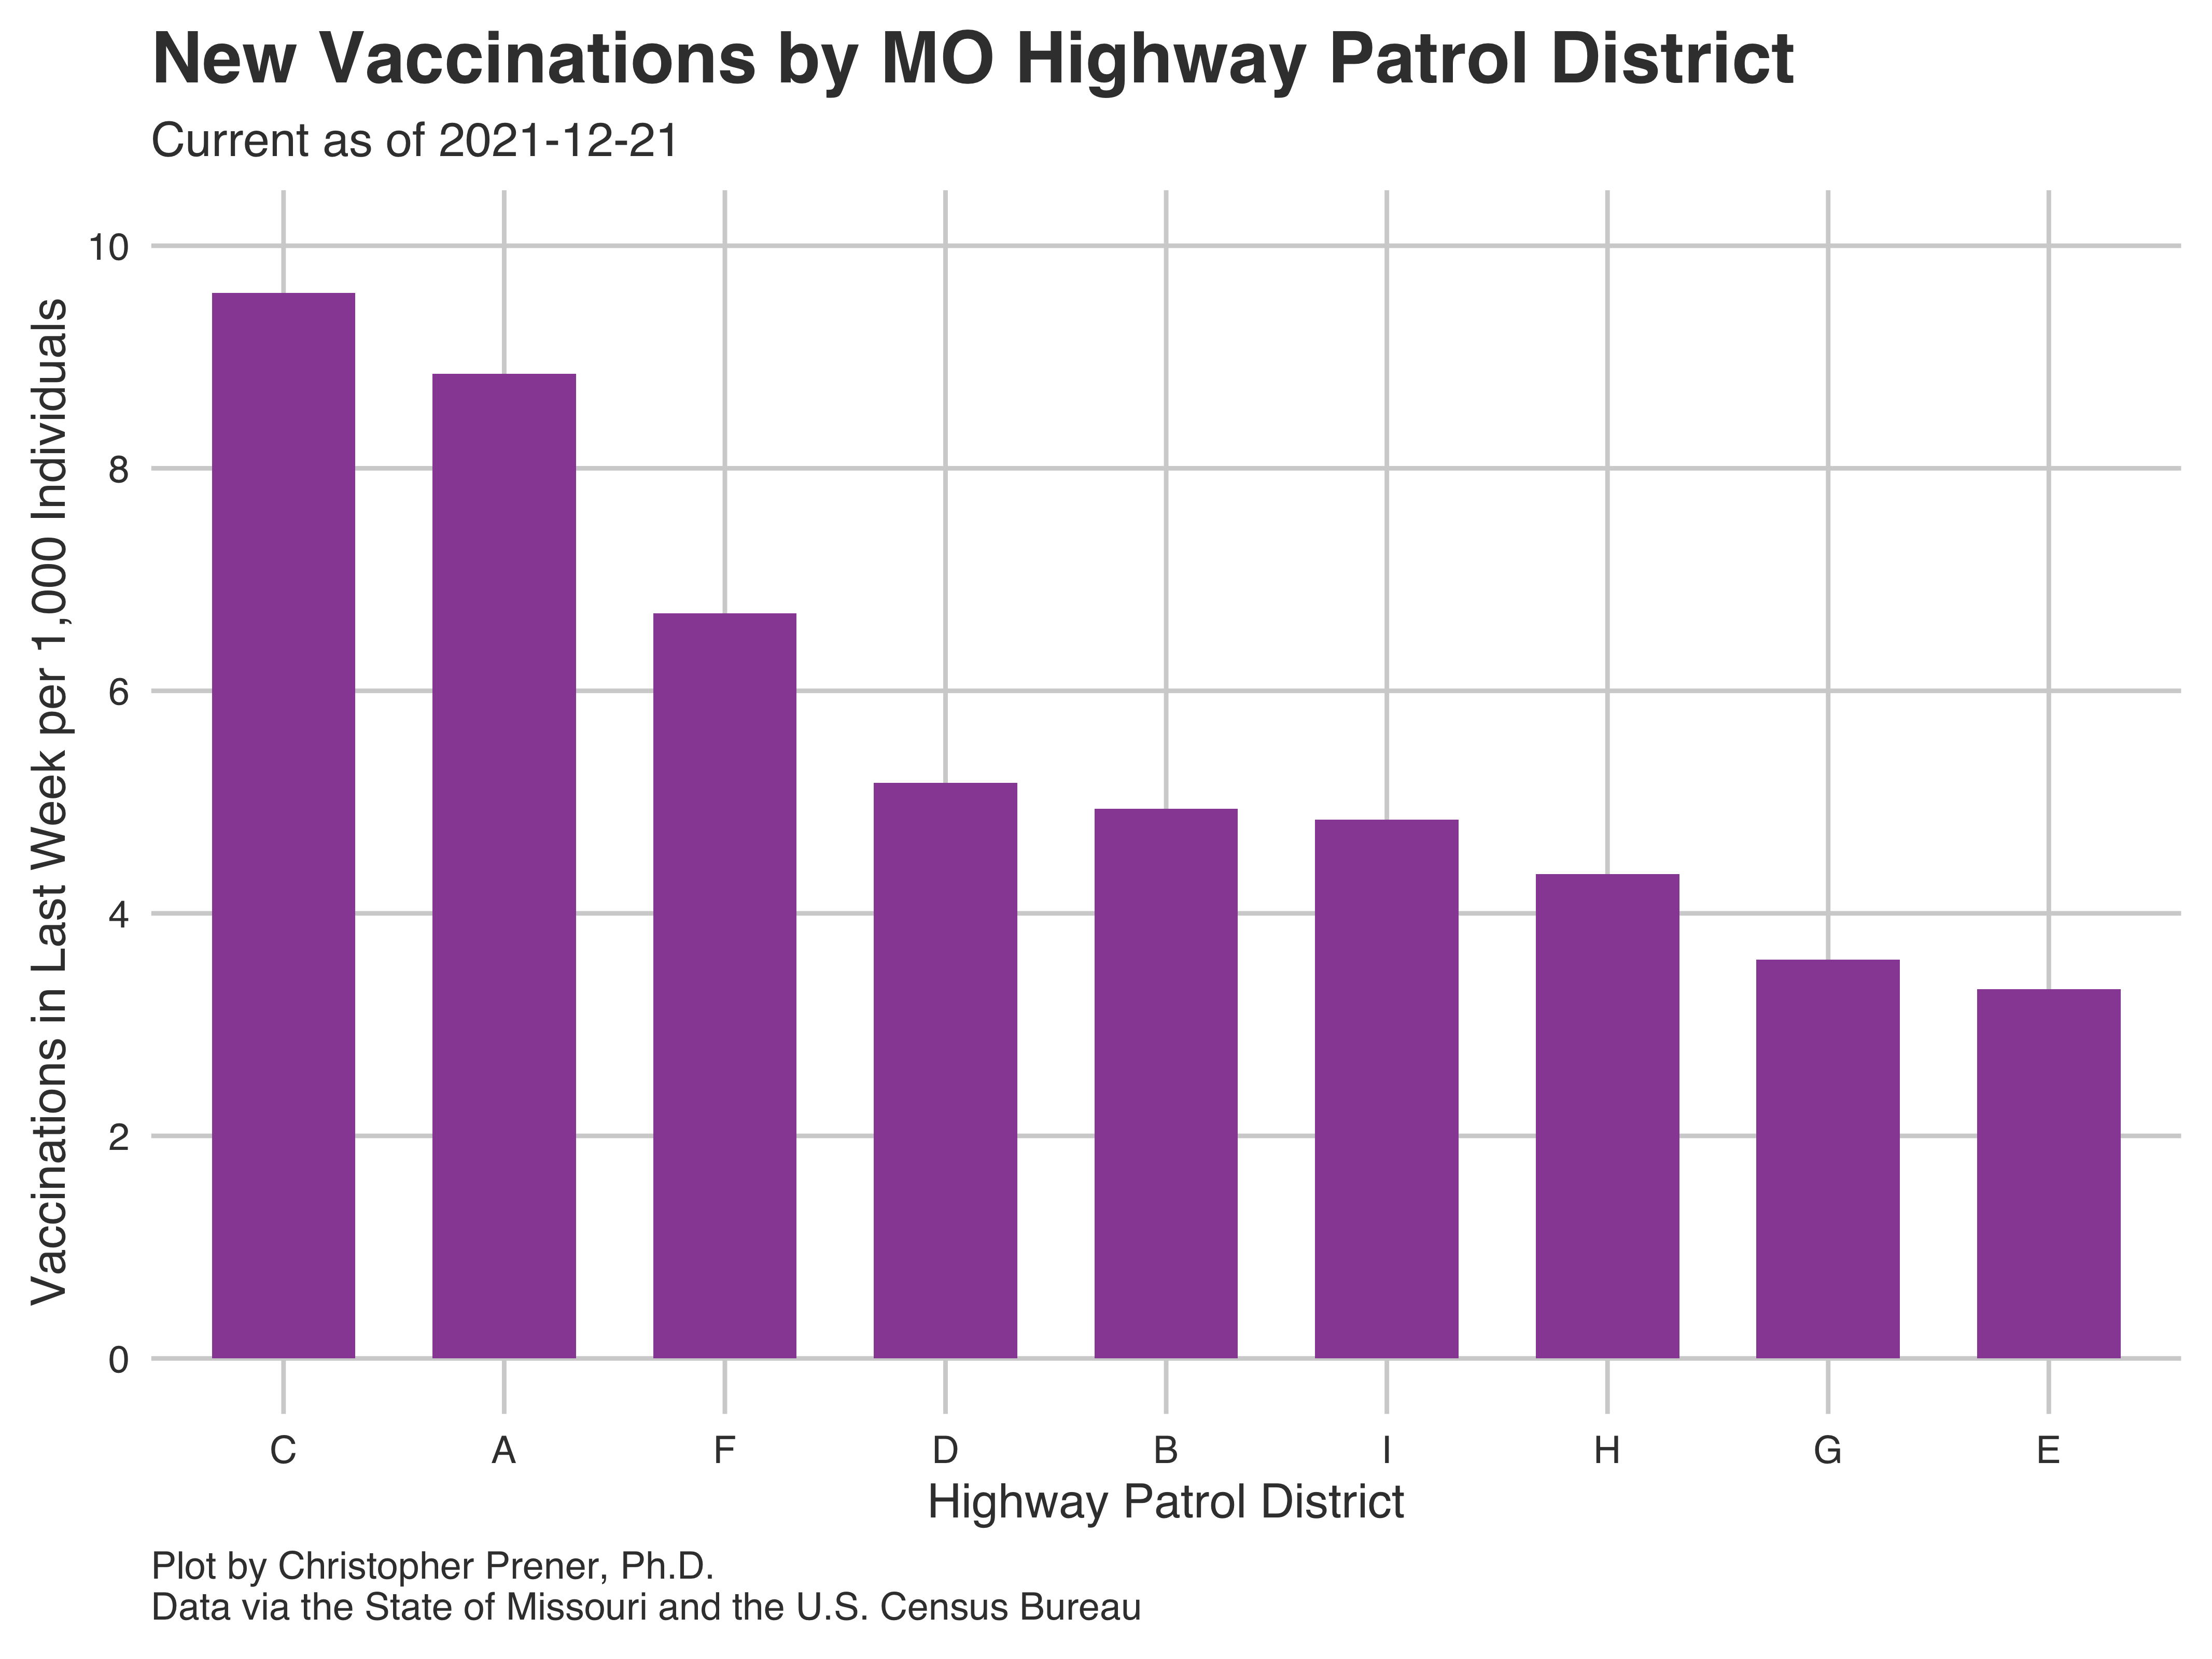 New Vaccinations by MO Highway Patrol District
Current as of 2021-12-21
Vaccinations in Last Week per 1,000 Individuals
10
8
6
4
2
0
C A F D B I H G E
Highway Patrol District
Plot by Christopher Prener, Ph.D.
Data via the State of Missouri and the U.S. Census Bureau